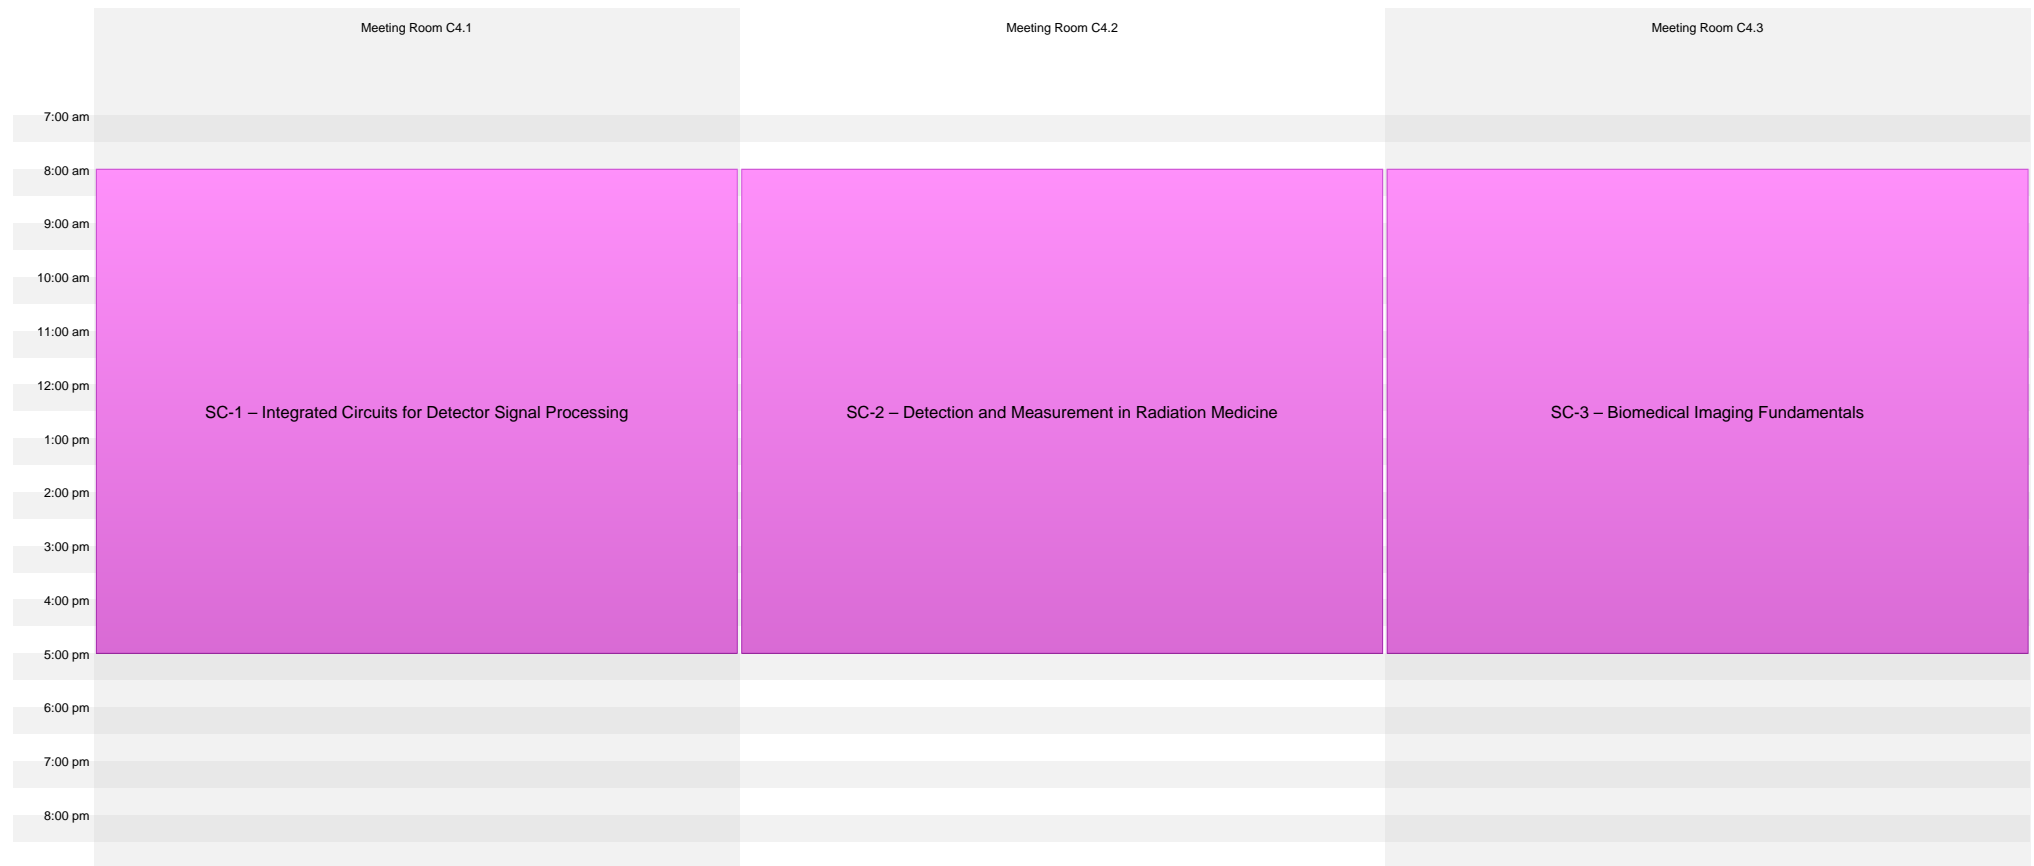 Meeting Room C4.1
Meeting Room C4.2
Meeting Room C4.3
7:00 am
8:00 am
9:00 am
10:00 am
11:00 am
12:00 pm
SC-1 – Integrated Circuits for Detector Signal Processing
SC-2 – Detection and Measurement in Radiation Medicine
SC-3 – Biomedical Imaging Fundamentals
1:00 pm
2:00 pm
3:00 pm
4:00 pm
5:00 pm
6:00 pm
7:00 pm
8:00 pm